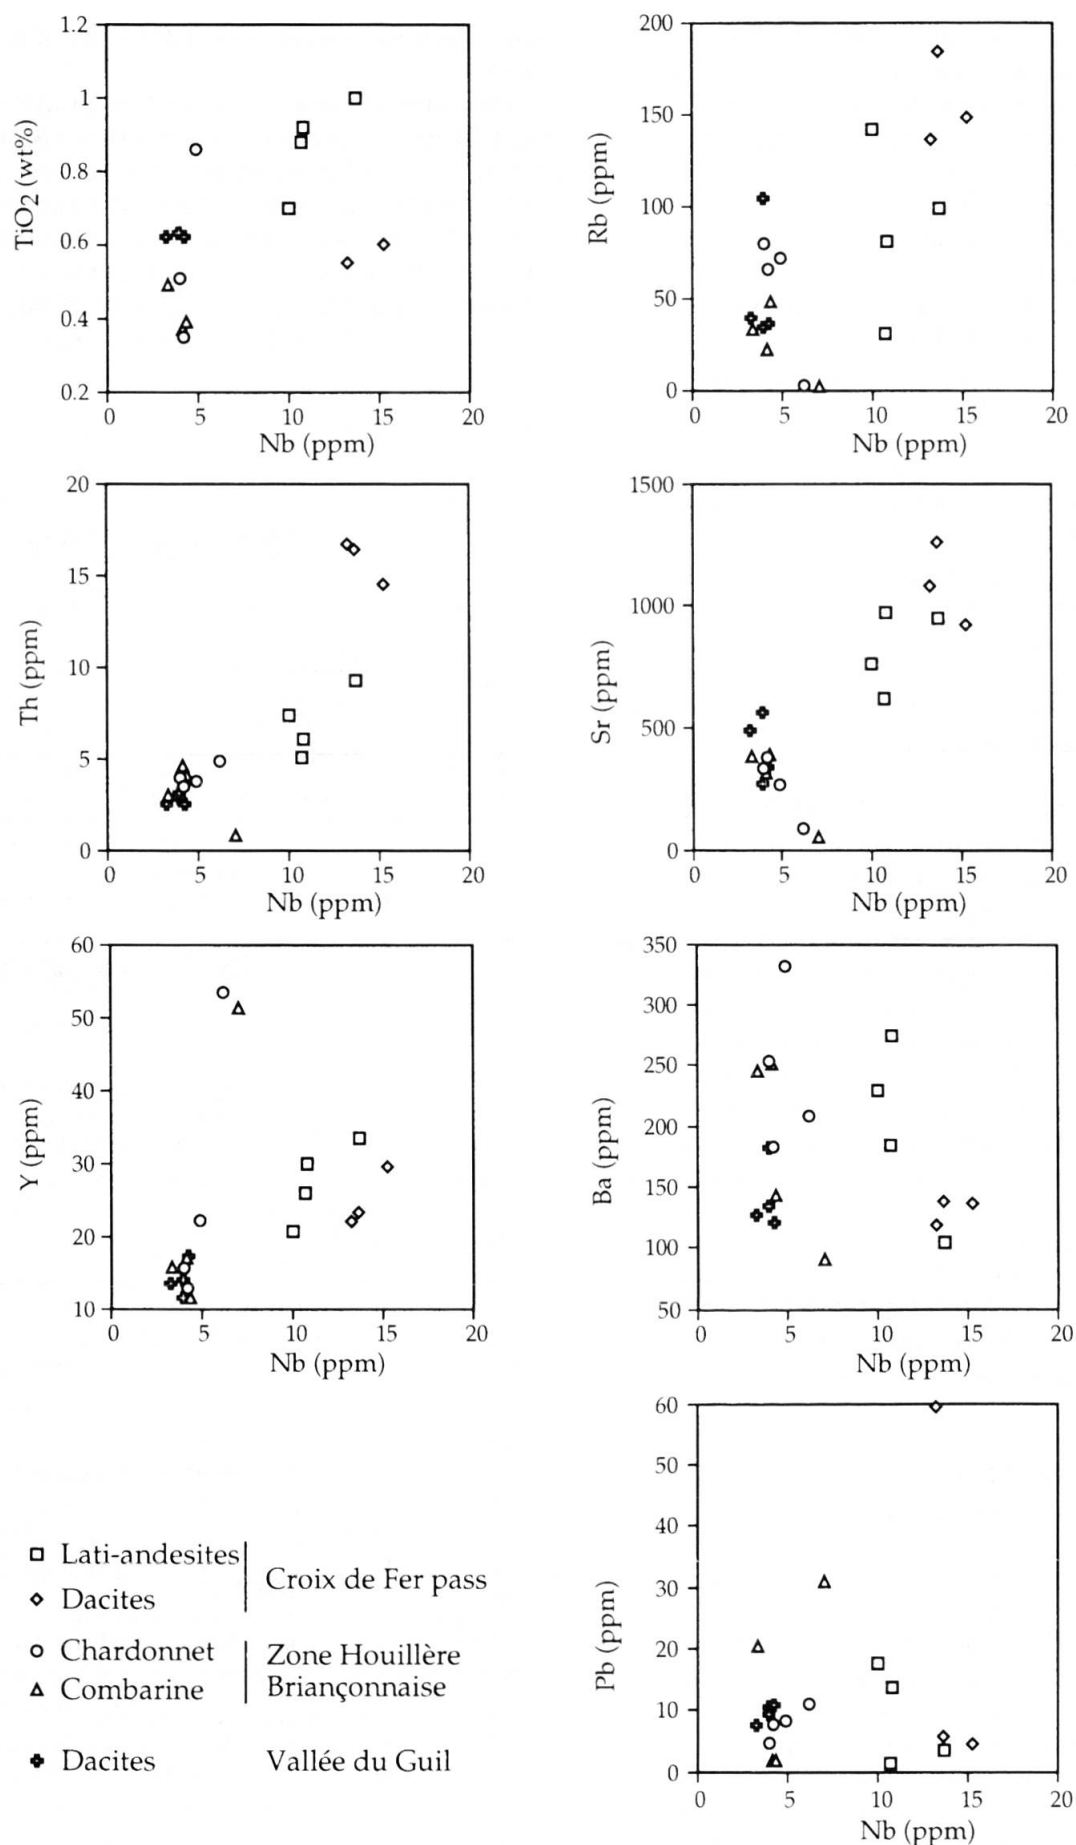 1.2
1
0.8
0.6
0.4
0.2
TiO2 (wt%)
0 5 10 15 20
Nb (ppm)
200
150
100
50
0
Rb (ppm)
0 5 10 15 20
Nb (ppm)
20
15
10
5
0
Th (ppm)
0 5 10 15 20
Nb (ppm)
1500
1000
500
0
Sr (ppm)
0 5 10 15 20
Nb (ppm)
60
50
40
30
20
10
Y (ppm)
0 5 10 15 20
Nb (ppm)
350
300
250
200
150
100
50
Ba (ppm)
0 5 10 15 20
Nb (ppm)
60
50
60
30
20
10
0
Pb (ppm)
0 5 10 15 20
Nb (ppm)
Lati-andesites
Dacites
Croix de Fer pass
Chardonnet
Combarine
Zone Houillère
Briançonnaise
Dacites Vallée du Guil